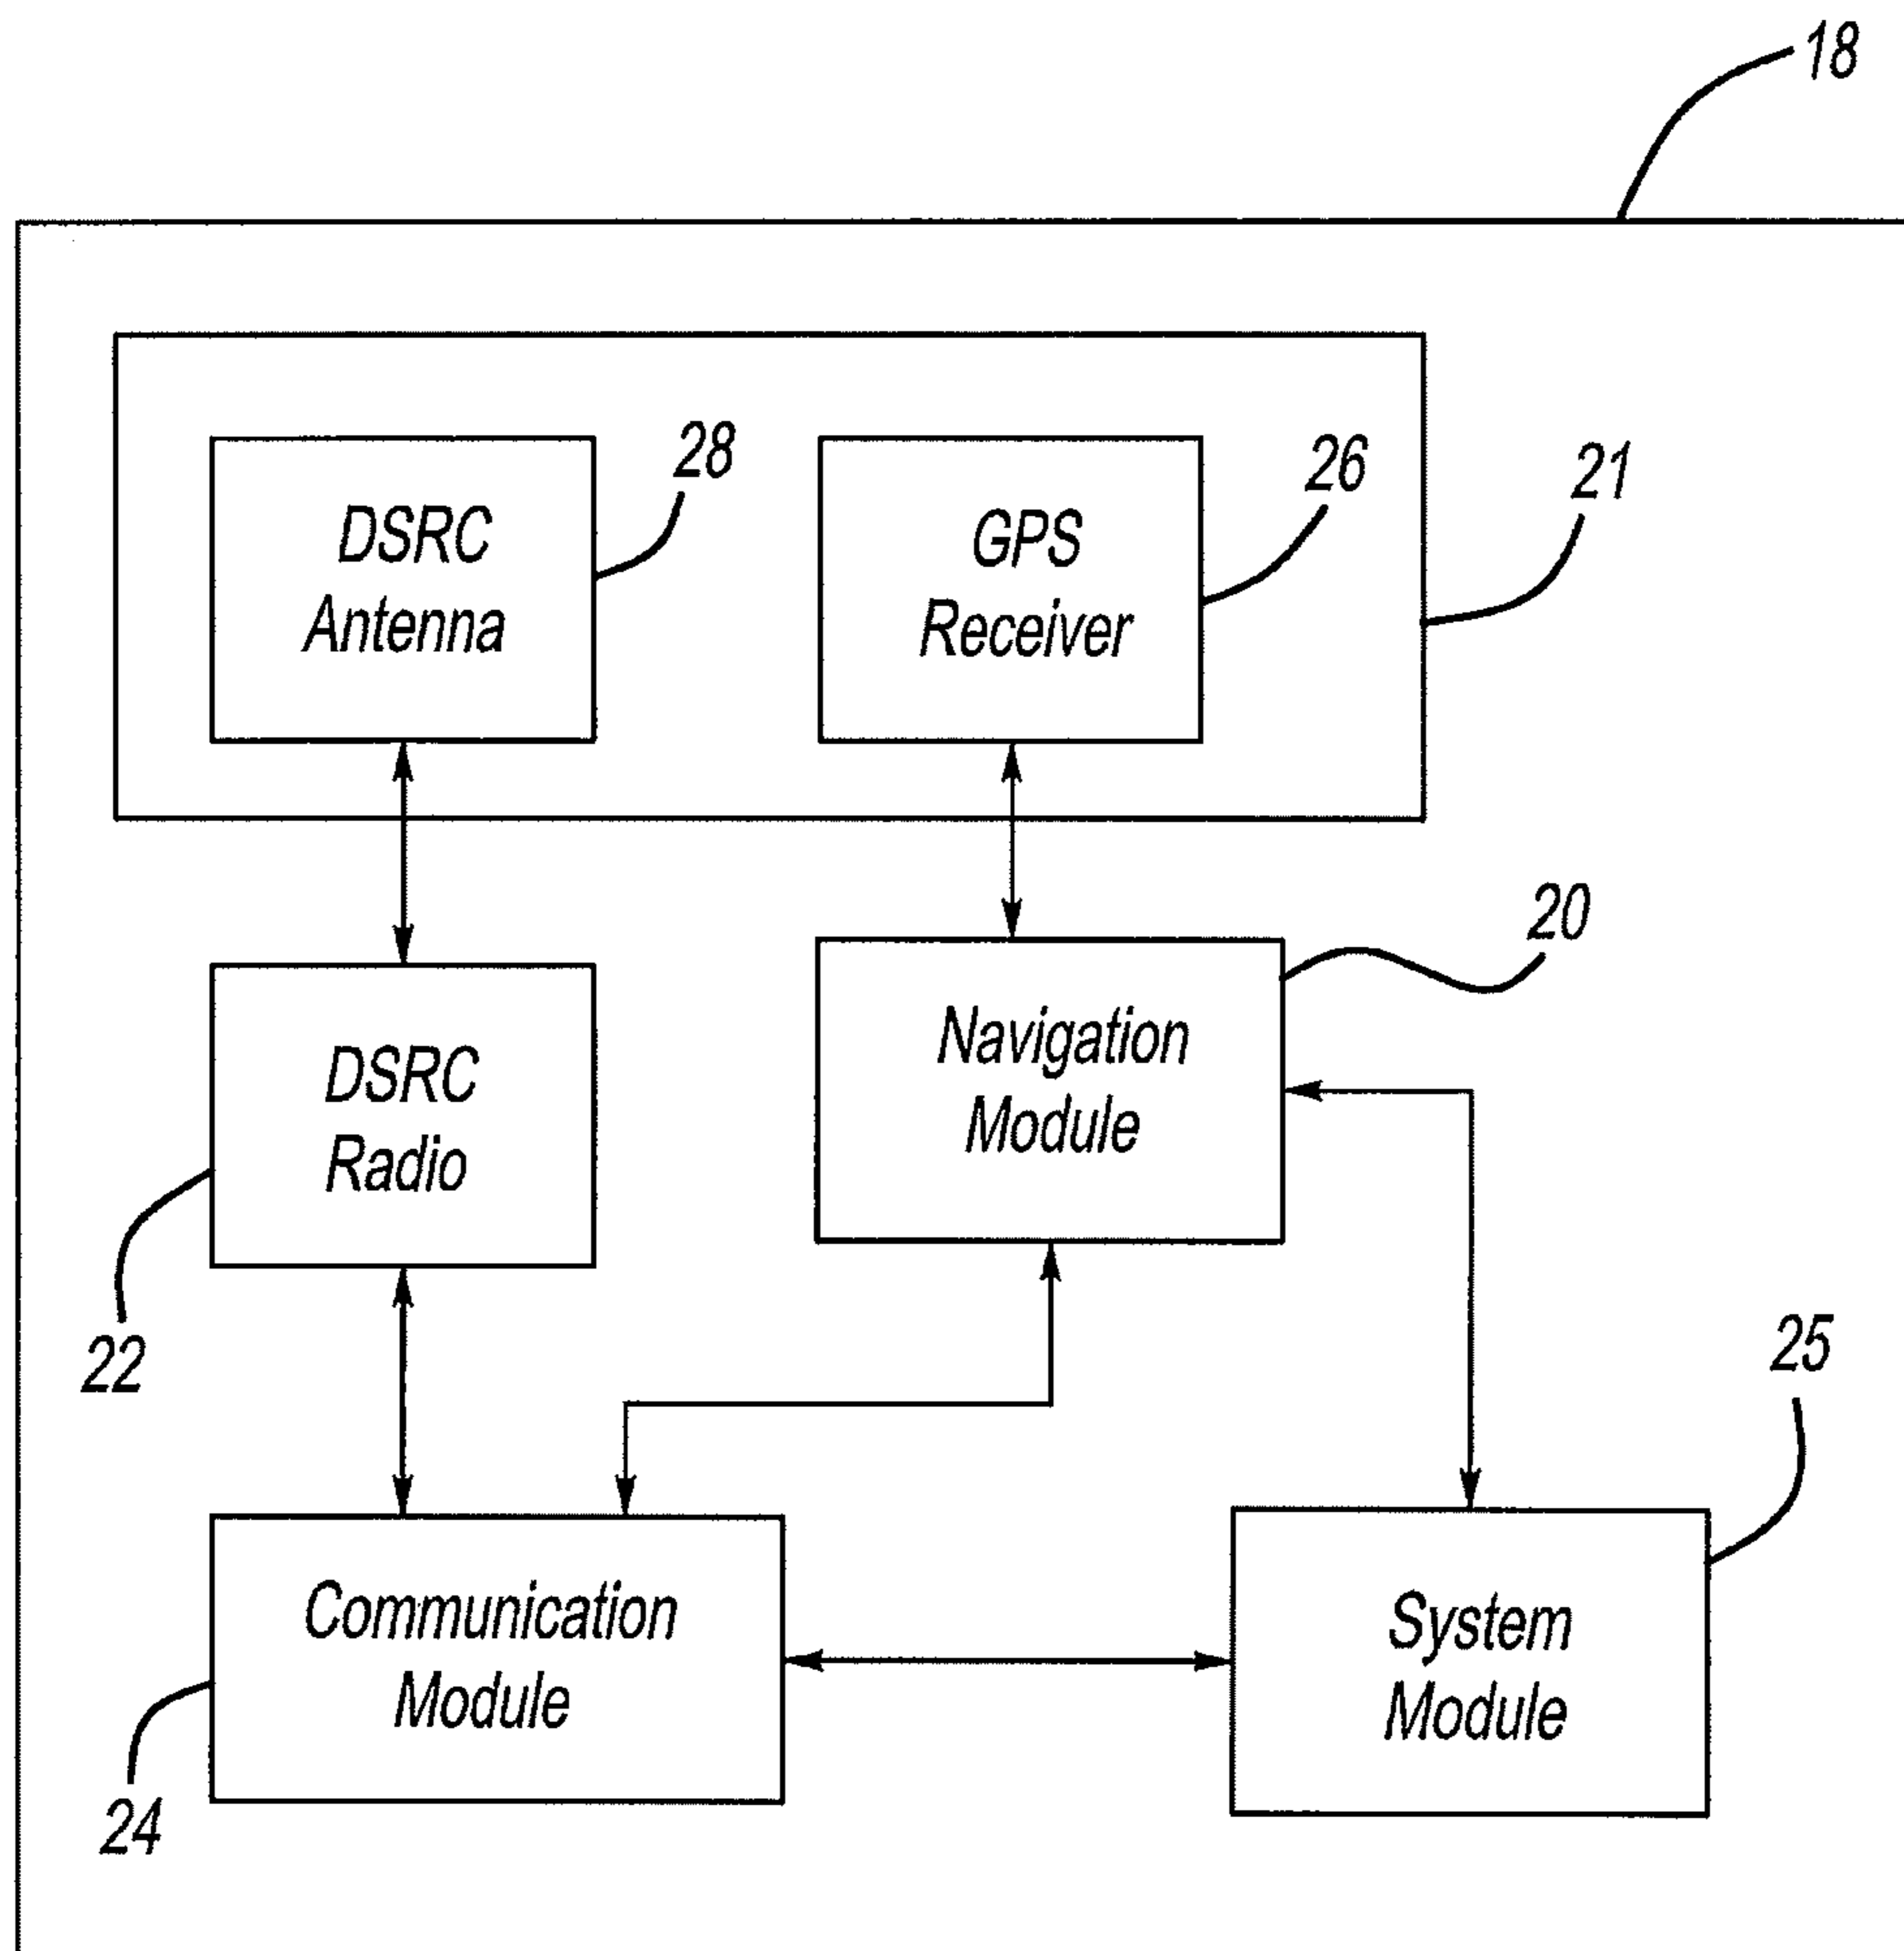 18
DSRC
Antenna
28
GPS
Receiver
26
21
DSRC
Radio
22
Navigation
Module
20
Communication
Module
24
System
Module
25